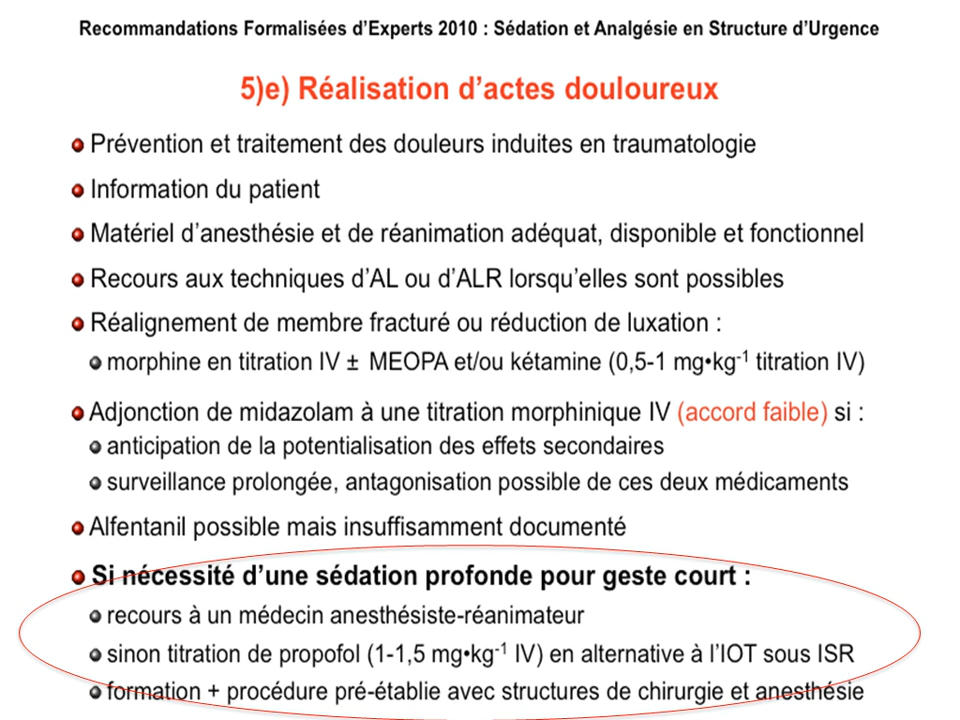 Recommandations Formalisées d'Experts 2010 : Sédation et Analgésie en Structure d'Urgence
5)e) Réalisation d'actes douloureux
Prévention et traitement des douleurs induites en traumatologie
Information du patient
Matériel d'anesthésie et de réanimation adéquat, disponible et fonctionnel
Recours aux techniques d'AL ou d'ALR lorsqu'elles sont possibles
Réalignement de membre fracturé ou réduction de luxation :
morphine en titration IV ± MEOPA et/ou kétamine (0,5-1 mg•kg⁻¹ titration IV)
Adjonction de midazolam à une titration morphinique IV (accord faible) si :
anticipation de la potentialisation des effets secondaires
surveillance prolongée, antagonisation possible de ces deux médicaments
Alfentanil possible mais insuffisamment documenté
Si nécessité d'une sédation profonde pour geste court :
recours à un médecin anesthésiste-réanimateur
sinon titration de propofol (1-1,5 mg•kg⁻¹ IV) en alternative à l'IOT sous ISR
formation + procédure pré-établie avec structures de chirurgie et anesthésie